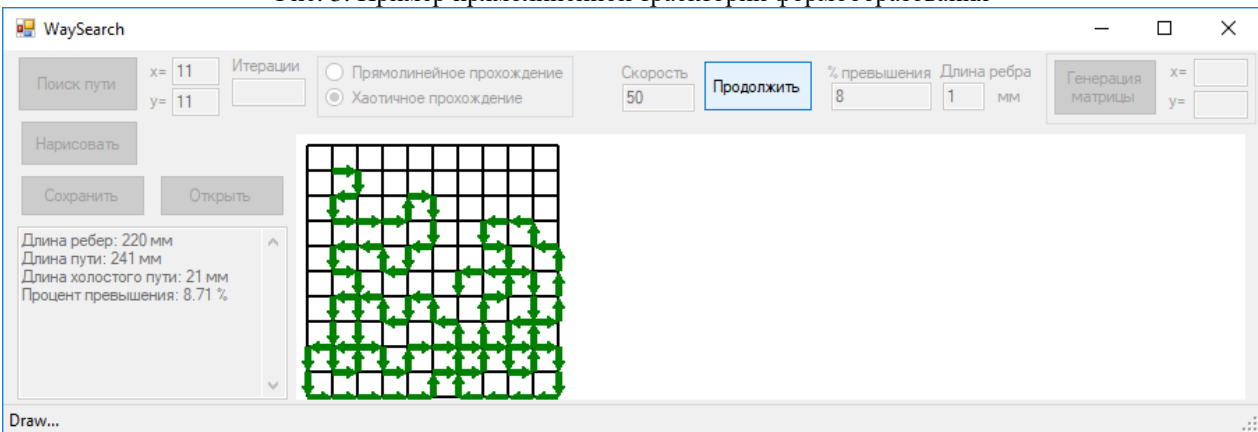 WaySearch
Поиск пути
x= 11
y= 11
Итерации
Прямолинейное прохождение
Хаотичное прохождение
Скорость
50
Продолжить
% превышения
8
Длина ребра
1 мм
Генерация
матрицы
x=
y=
Нарисовать
Сохранить
Открыть
Длина ребер: 220 мм
Длина пути: 241 мм
Длина холостого пути: 21 мм
Процент превышения: 8.71 %
Draw...